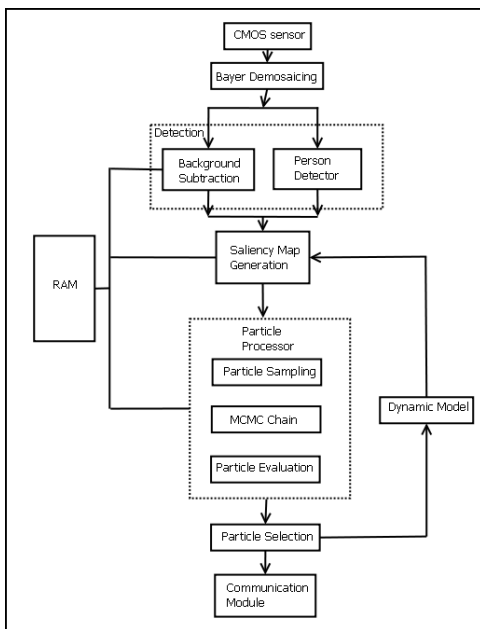 CMOS sensor
Bayer Demosaicing
Detection
Background
Subtraction
Person
Detector
Saliency Map
Generation
RAM
Particle
Processor
Particle Sampling
MCMC Chain
Dynamic Model
Particle Evaluation
Particle Selection
Communication
Module